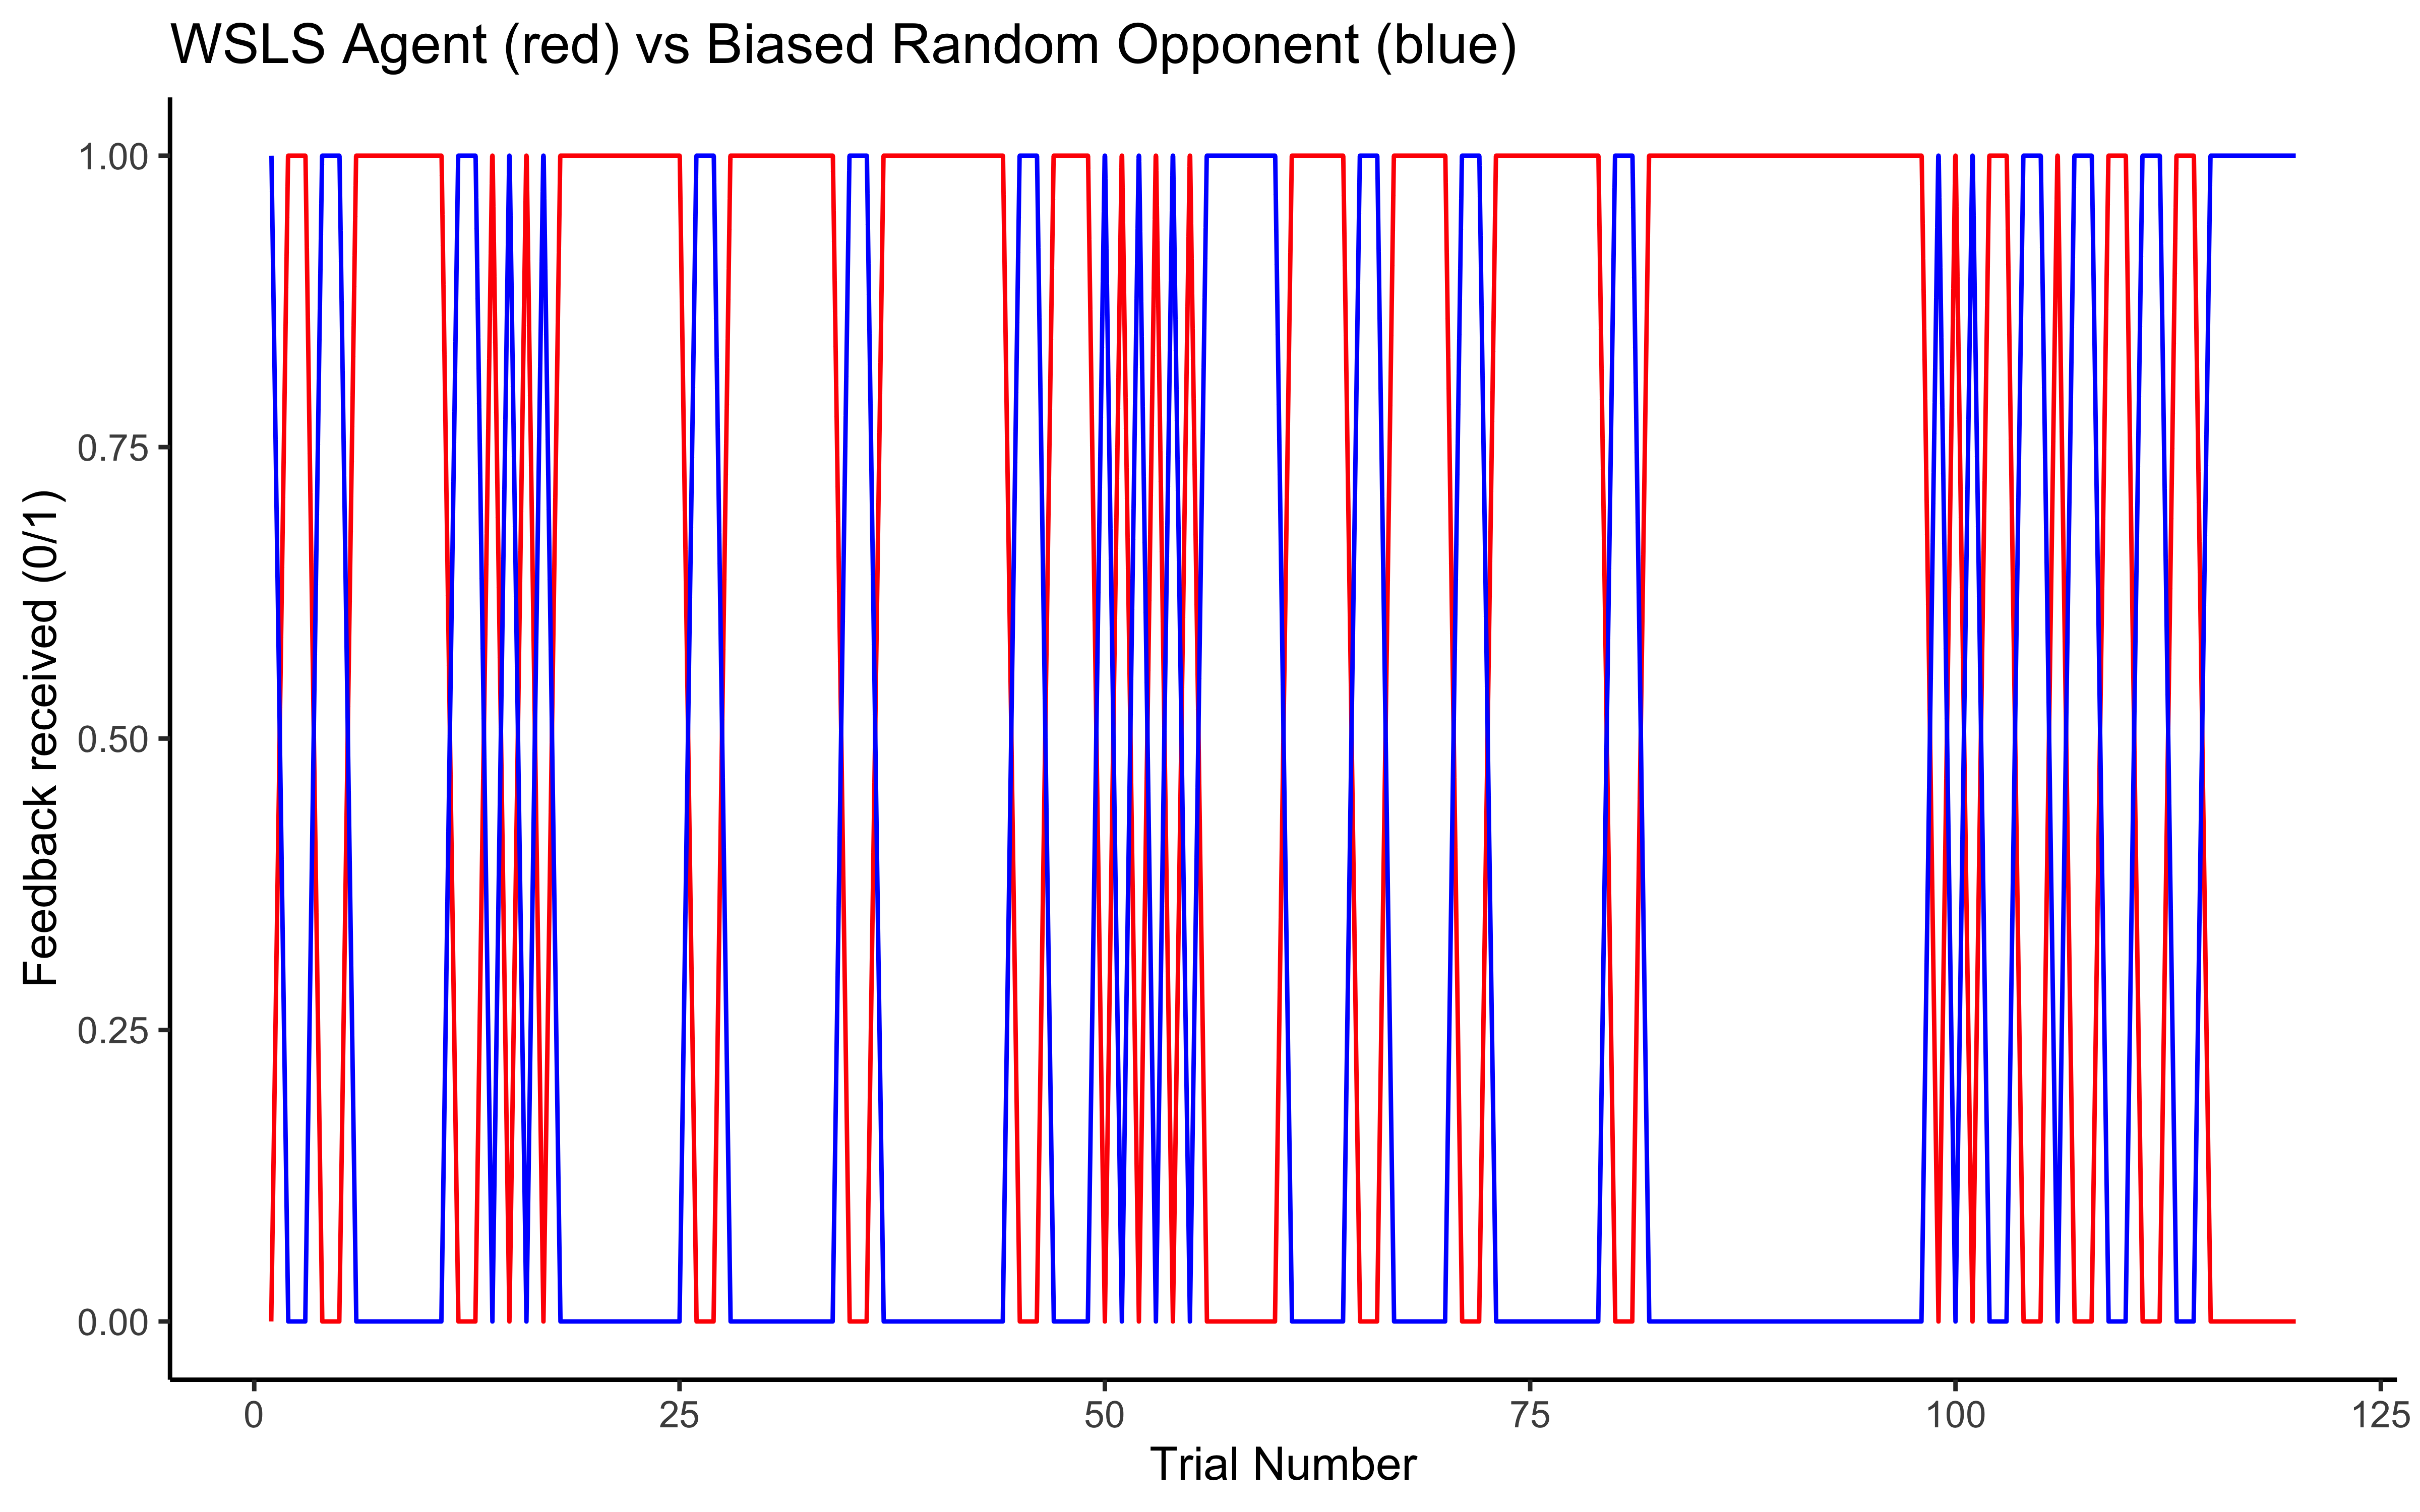 WSLS Agent (red) vs Biased Random Opponent (blue)
Feedback received (0/1)
1.00
0.75
0.50
0.25
0.00
0 25 50 75 100 125
Trial Number